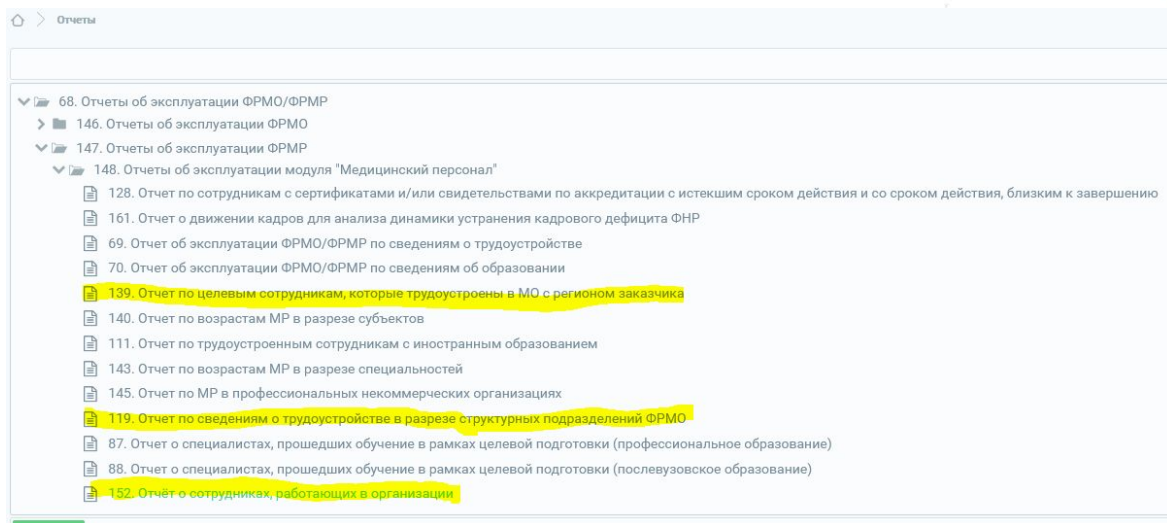 Отчеты
68. Отчеты об эксплуатации ФРМО/ФРМР
146. Отчеты об эксплуатации ФРМО
147. Отчеты об эксплуатации ФРМР
148. Отчеты об эксплуатации модуля "Медицинский персонал"
128. Отчет по сотрудникам с сертификатами и/или свидетельствами по аккредитации с истекшим сроком действия и со сроком действия, близким к завершению
161. Отчет о движении кадров для анализа динамики устранения кадрового дефицита ФНР
69. Отчет об эксплуатации ФРМО/ФРМР по сведениям о трудоустройстве
70. Отчет об эксплуатации ФРМО/ФРМР по сведениям об образовании
139. Отчет по целевым сотрудникам, которые трудоустроены в МО с регионом заказчика
140. Отчет по возрастам МР в разрезе субъектов
111. Отчет по трудоустроенным сотрудникам с иностранным образованием
143. Отчет по возрастам МР в разрезе специальностей
145. Отчет по МР в профессиональных некоммерческих организациях
119. Отчет по сведениям о трудоустройстве в разрезе структурных подразделений ФРМО
87. Отчет о специалистах, прошедших обучение в рамках целевой подготовки (профессиональное образование)
88. Отчет о специалистах, прошедших обучение в рамках целевой подготовки (послевузовское образование)
152. Отчёт о сотрудниках, работающих в организации